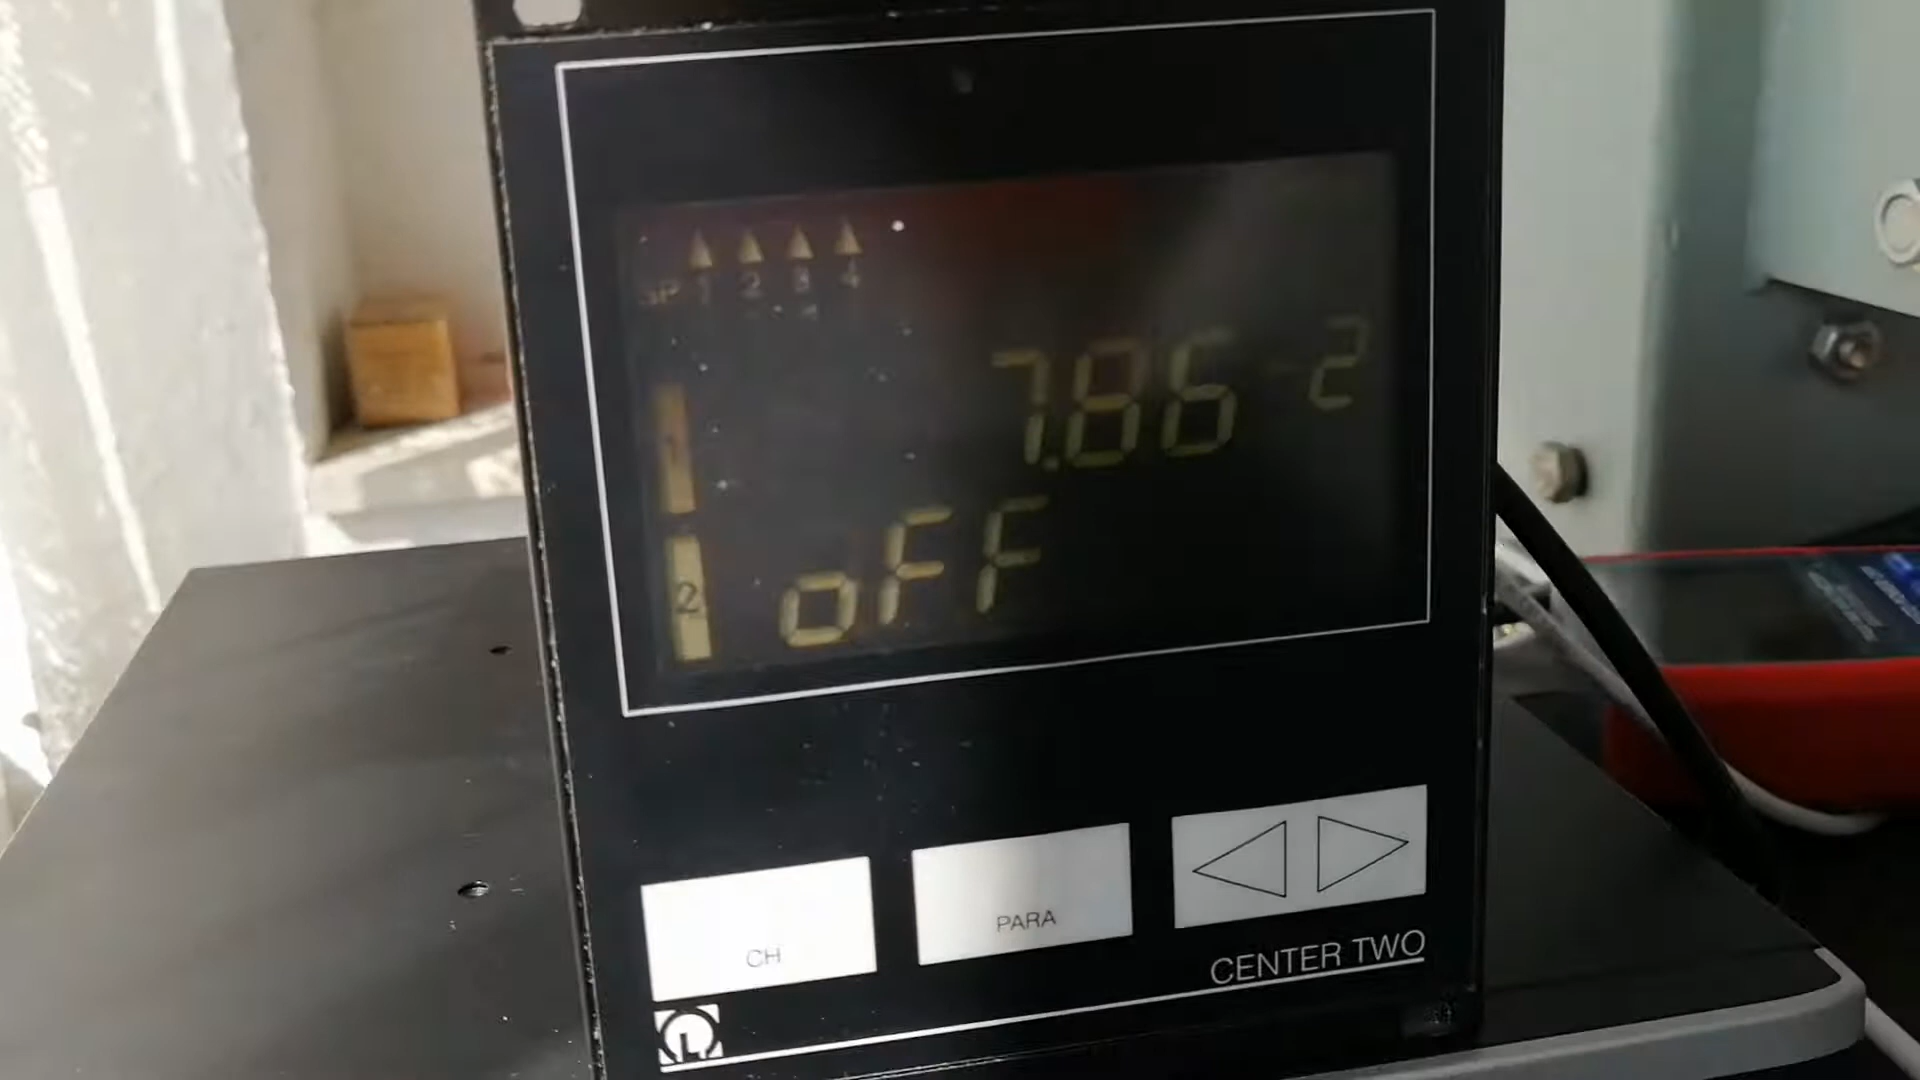 SP 1 2 3 4
1 7.86 -2
2 oFF
CH PARA
CENTER TWO
L